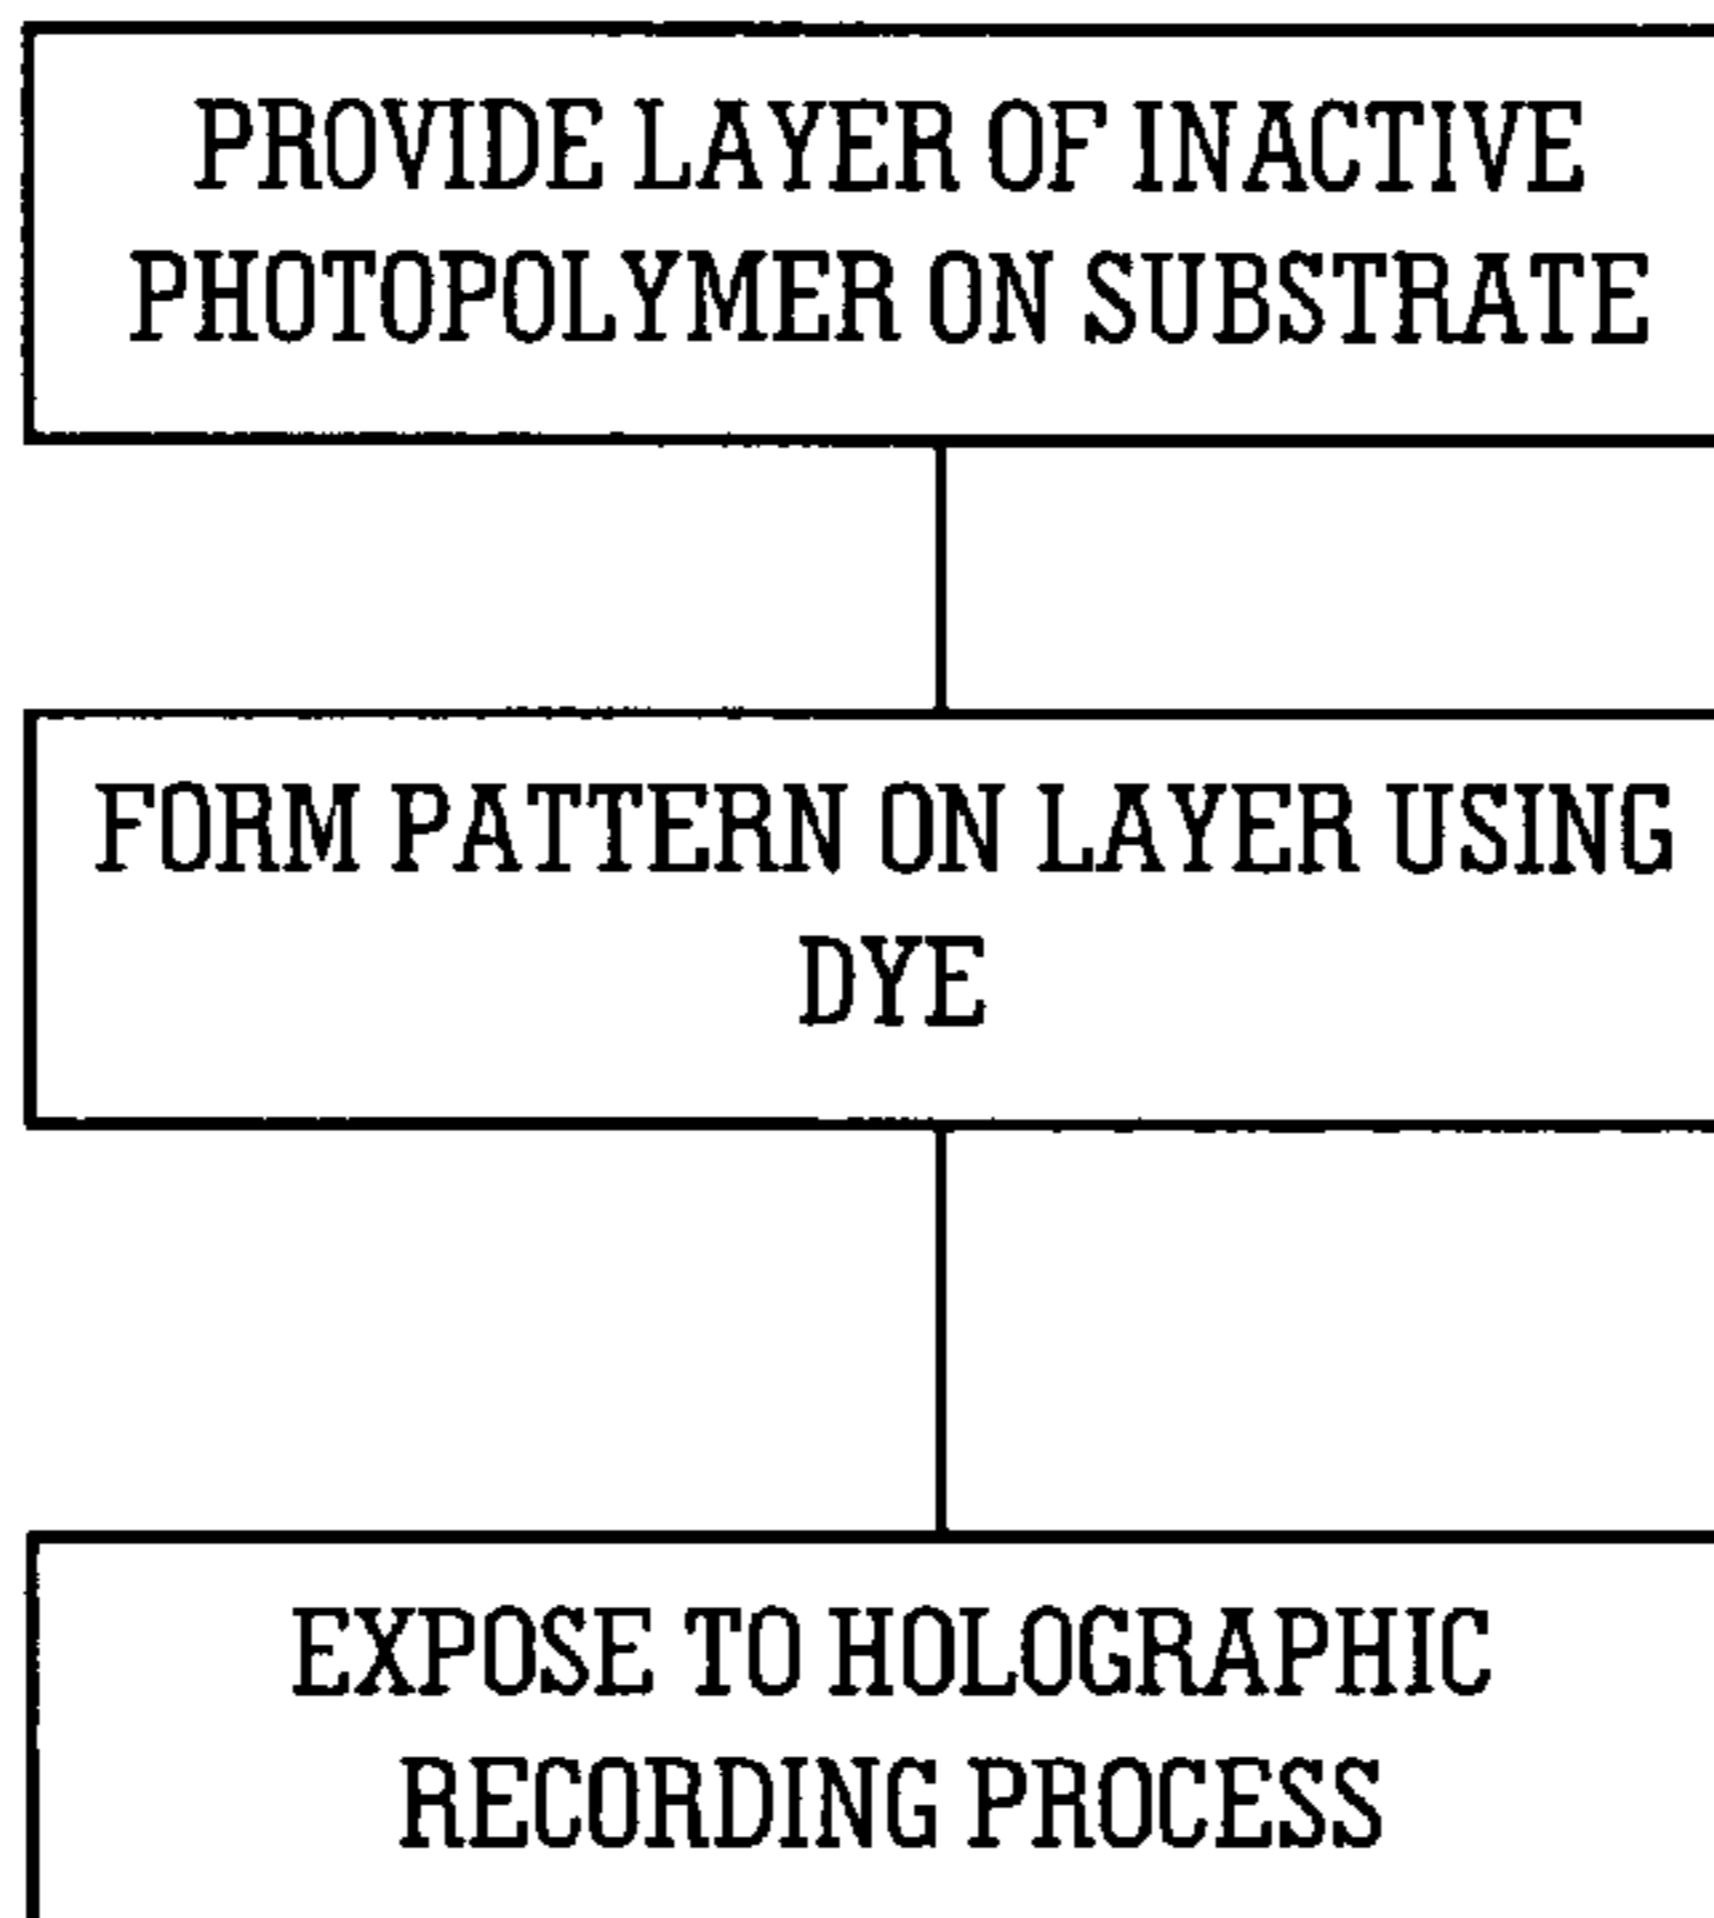 PROVIDE LAYER OF INACTIVE
PHOTOPOLYMER ON SUBSTRATE
FORM PATTERN ON LAYER USING
DYE
EXPOSE TO HOLOGRAPHIC
RECORDING PROCESS